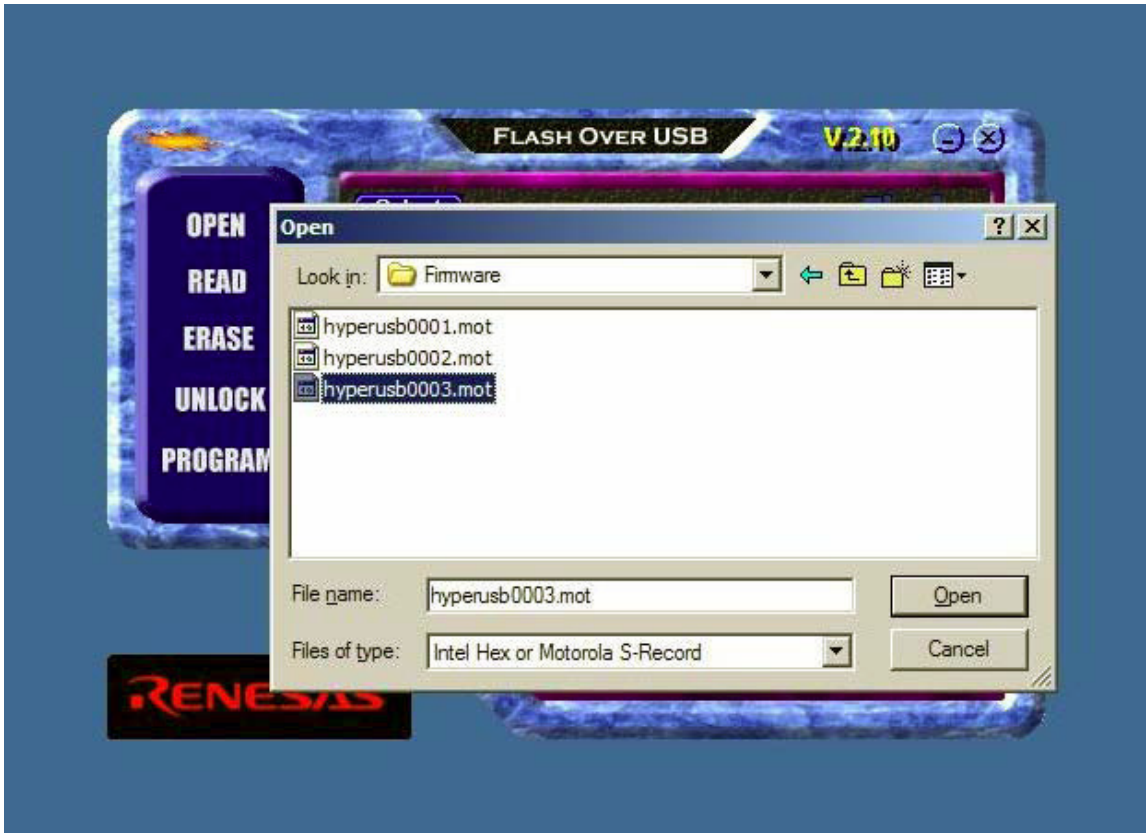 FLASH OVER USB V.2.10
OPEN
READ
ERASE
UNLOCK
PROGRAM
Open
Look in: Firmware
hyperusb0001.mot
hyperusb0002.mot
hyperusb0003.mot
File name: hyperusb0003.mot Open
Files of type: Intel Hex or Motorola S-Record Cancel
RENESAS